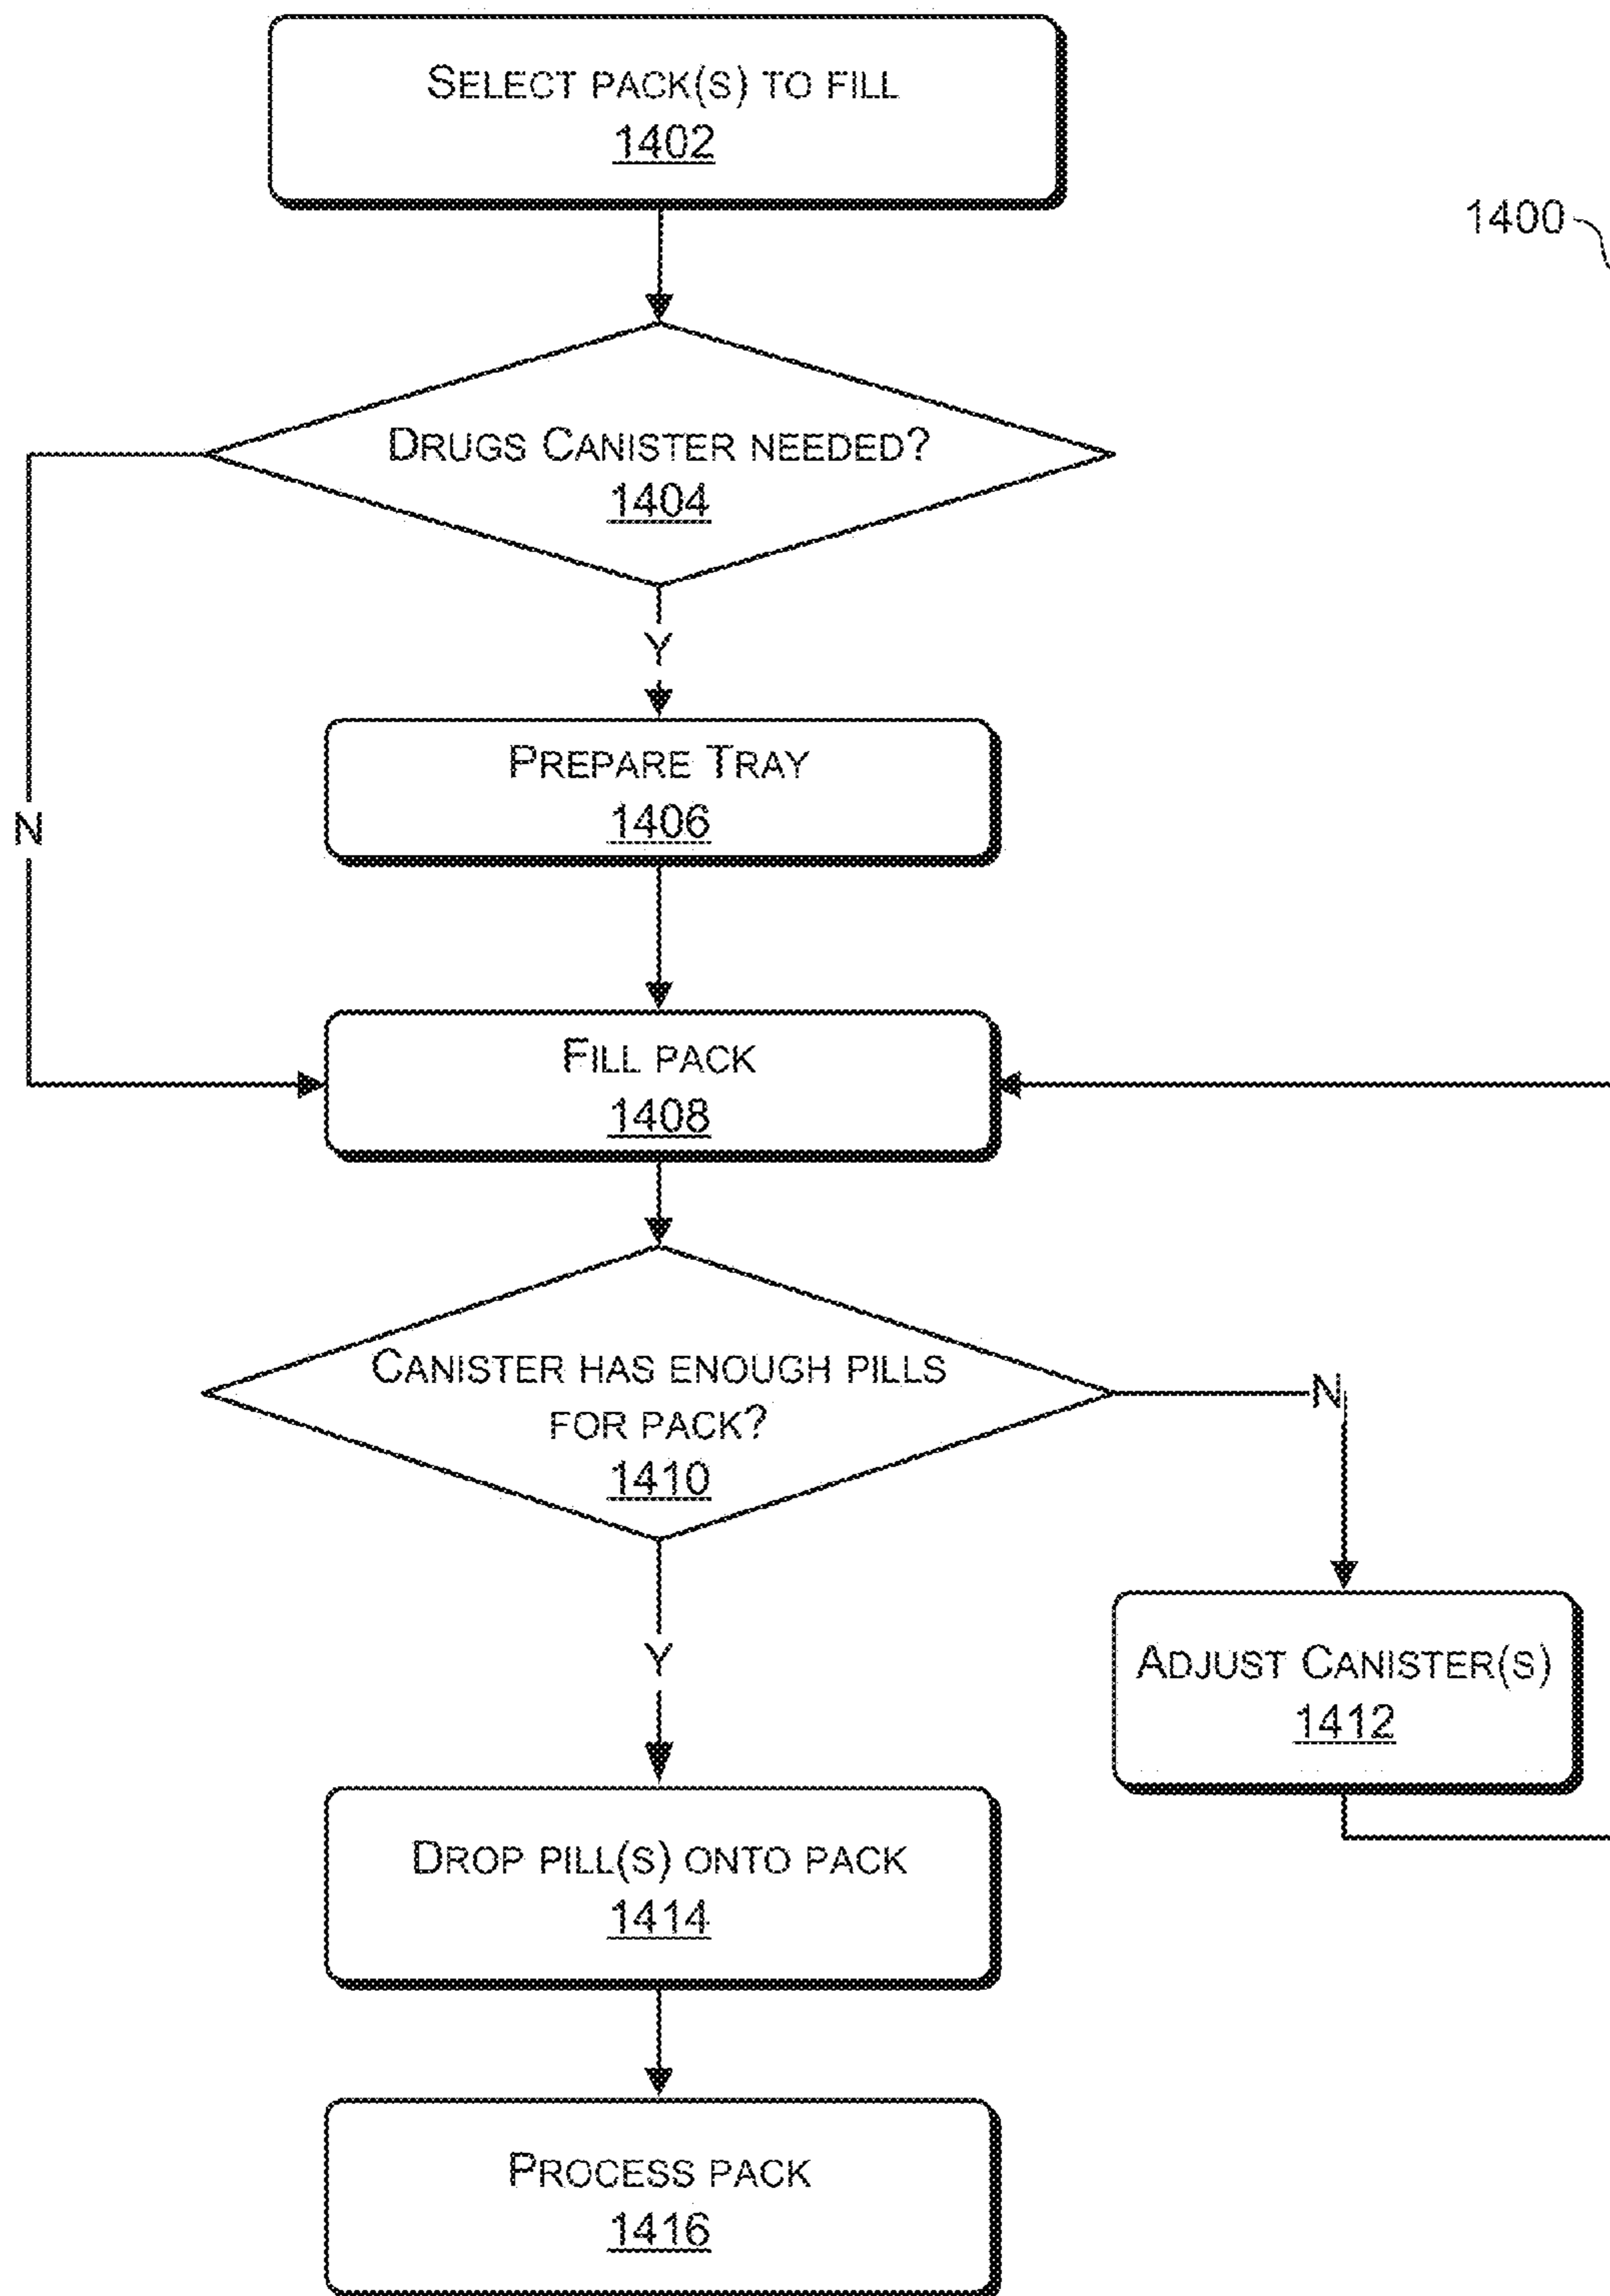 SELECT PACK(S) TO FILL
1402
1400
DRUGS CANISTER NEEDED?
1404
Y
PREPARE TRAY
1406
N
FILL PACK
1408
CANISTER HAS ENOUGH PILLS
FOR PACK?
1410
N
Y
ADJUST CANISTER(S)
1412
DROP PILL(S) ONTO PACK
1414
PROCESS PACK
1416